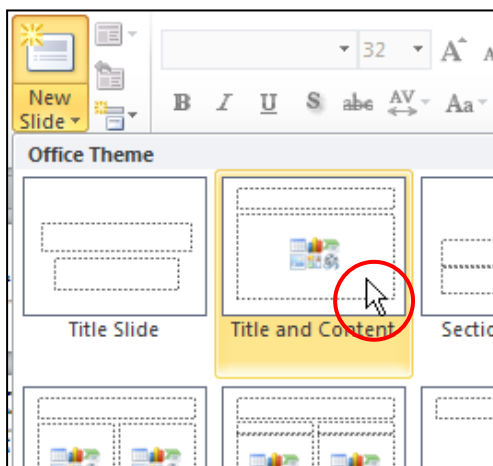 32
A A
New
Slide
B I U S abc AV Aa
Office Theme
Title Slide
Title and Content
Sectio